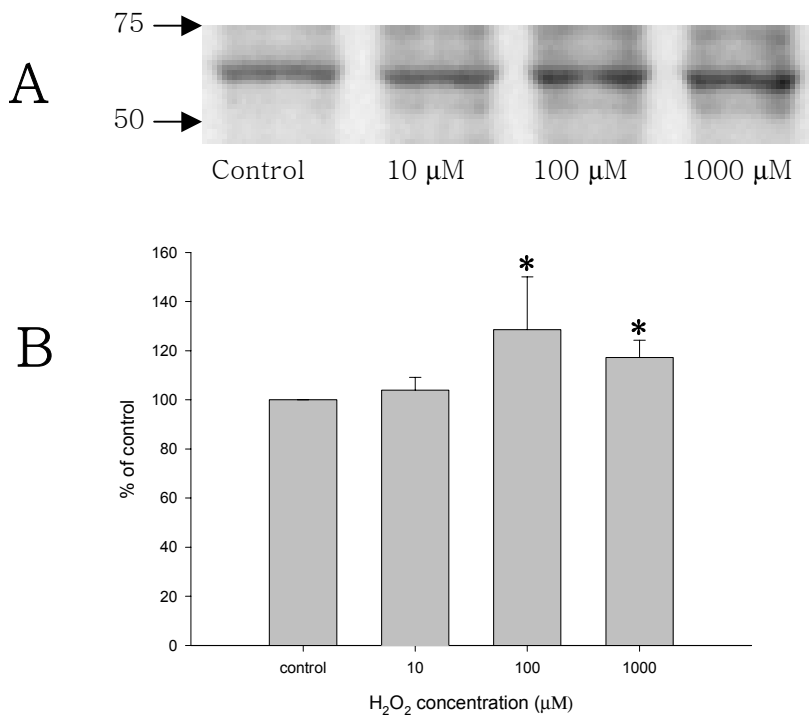 75
A
50
Control 10 μM 100 μM 1000 μM
B
% of control
160
140
120
100
80
60
40
20
0
*
*
control 10 100 1000
H₂O₂ concentration (μM)